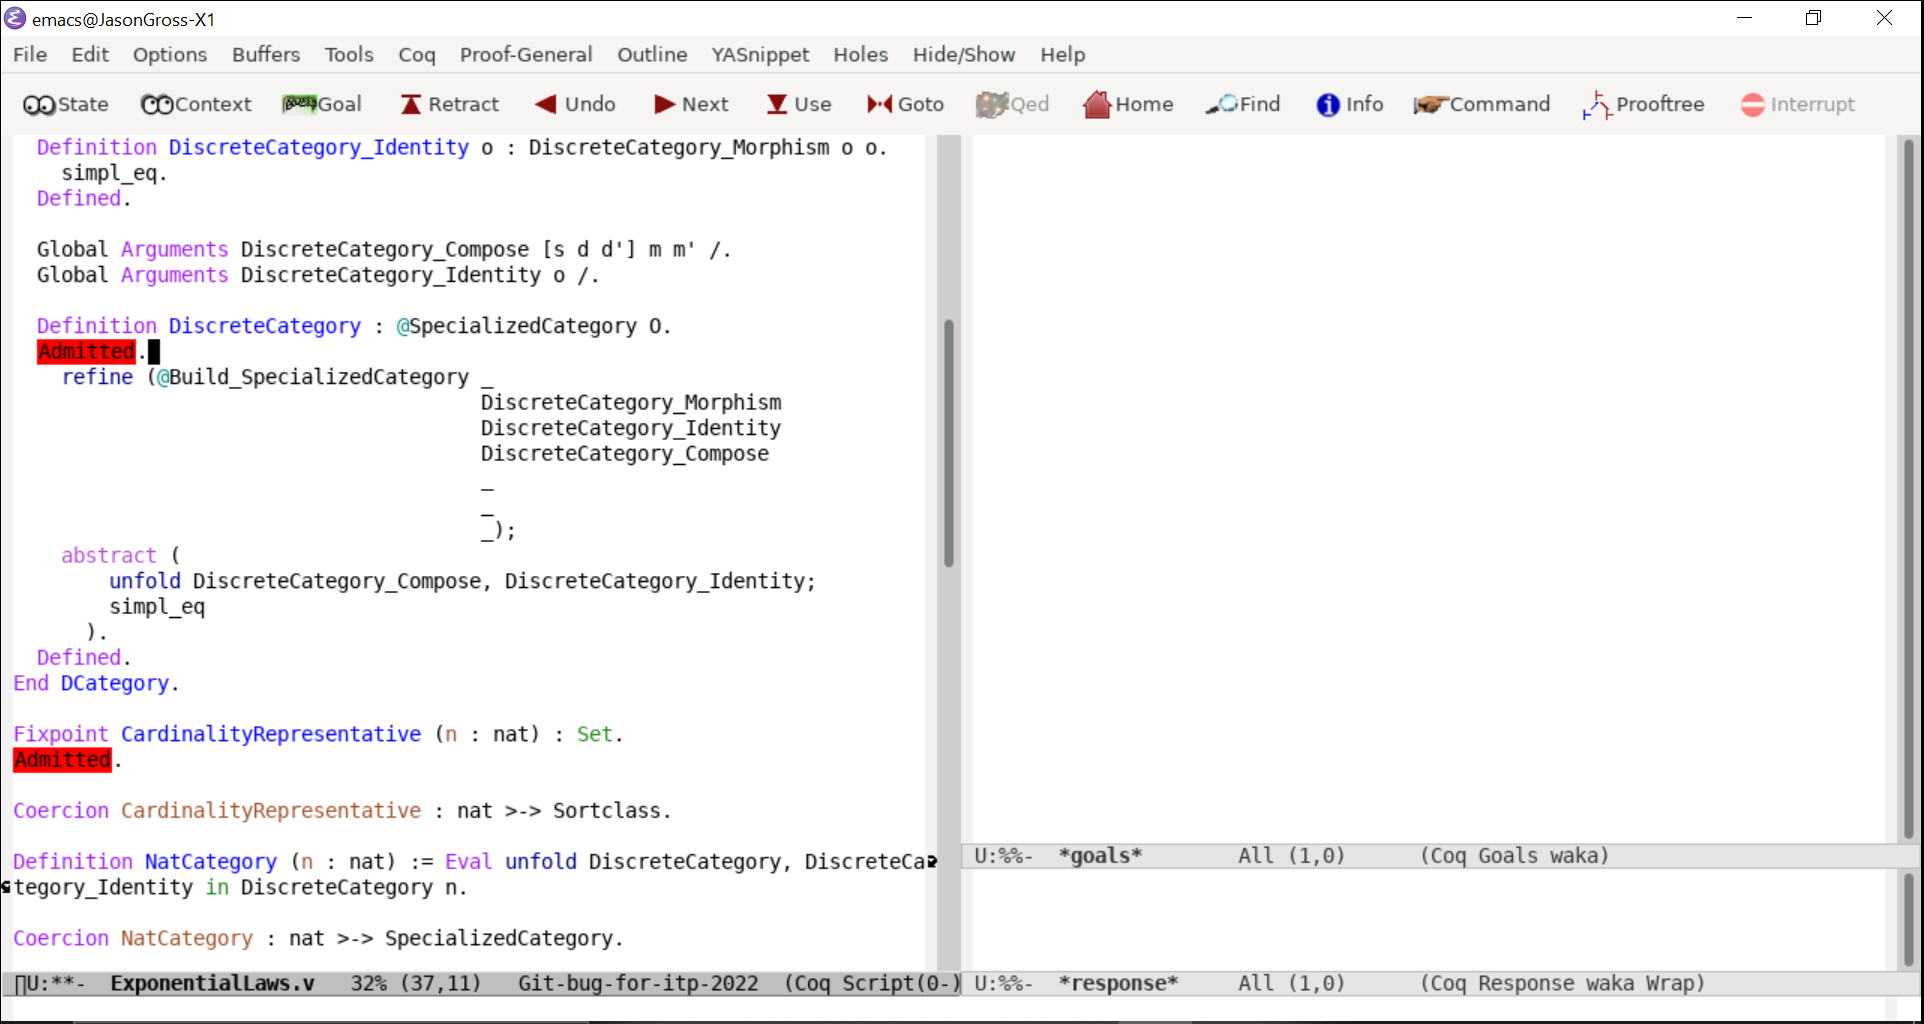 emacs@JasonGross-X1
File Edit Options Buffers Tools Coq Proof-General Outline YASnippet Holes Hide/Show Help
State Context Goal Retract Undo Next Use Goto Qed Home Find Info Command Prooftree Interrupt
Definition DiscreteCategory_Identity o : DiscreteCategory_Morphism o o.
simpl_eq.
Defined.
Global Arguments DiscreteCategory_Compose [s d d'] m m' /.
Global Arguments DiscreteCategory_Identity o /.
Definition DiscreteCategory : @SpecializedCategory O.
Admitted.
refine (@Build_SpecializedCategory _
DiscreteCategory_Morphism
DiscreteCategory_Identity
DiscreteCategory_Compose
_
_
_);
abstract (
unfold DiscreteCategory_Compose, DiscreteCategory_Identity;
simpl_eq
).
Defined.
End DCategory.
Fixpoint CardinalityRepresentative (n : nat) : Set.
Admitted.
Coercion CardinalityRepresentative : nat >-> Sortclass.
Definition NatCategory (n : nat) := Eval unfold DiscreteCategory, DiscreteCa
tegory_Identity in DiscreteCategory n.
Coercion NatCategory : nat >-> SpecializedCategory.
U:**- ExponentialLaws.v 32% (37,11) Git-bug-for-itp-2022 (Coq Script(0-)
U:%%- *goals* All (1,0) (Coq Goals waka)
U:%%- *response* All (1,0) (Coq Response waka Wrap)